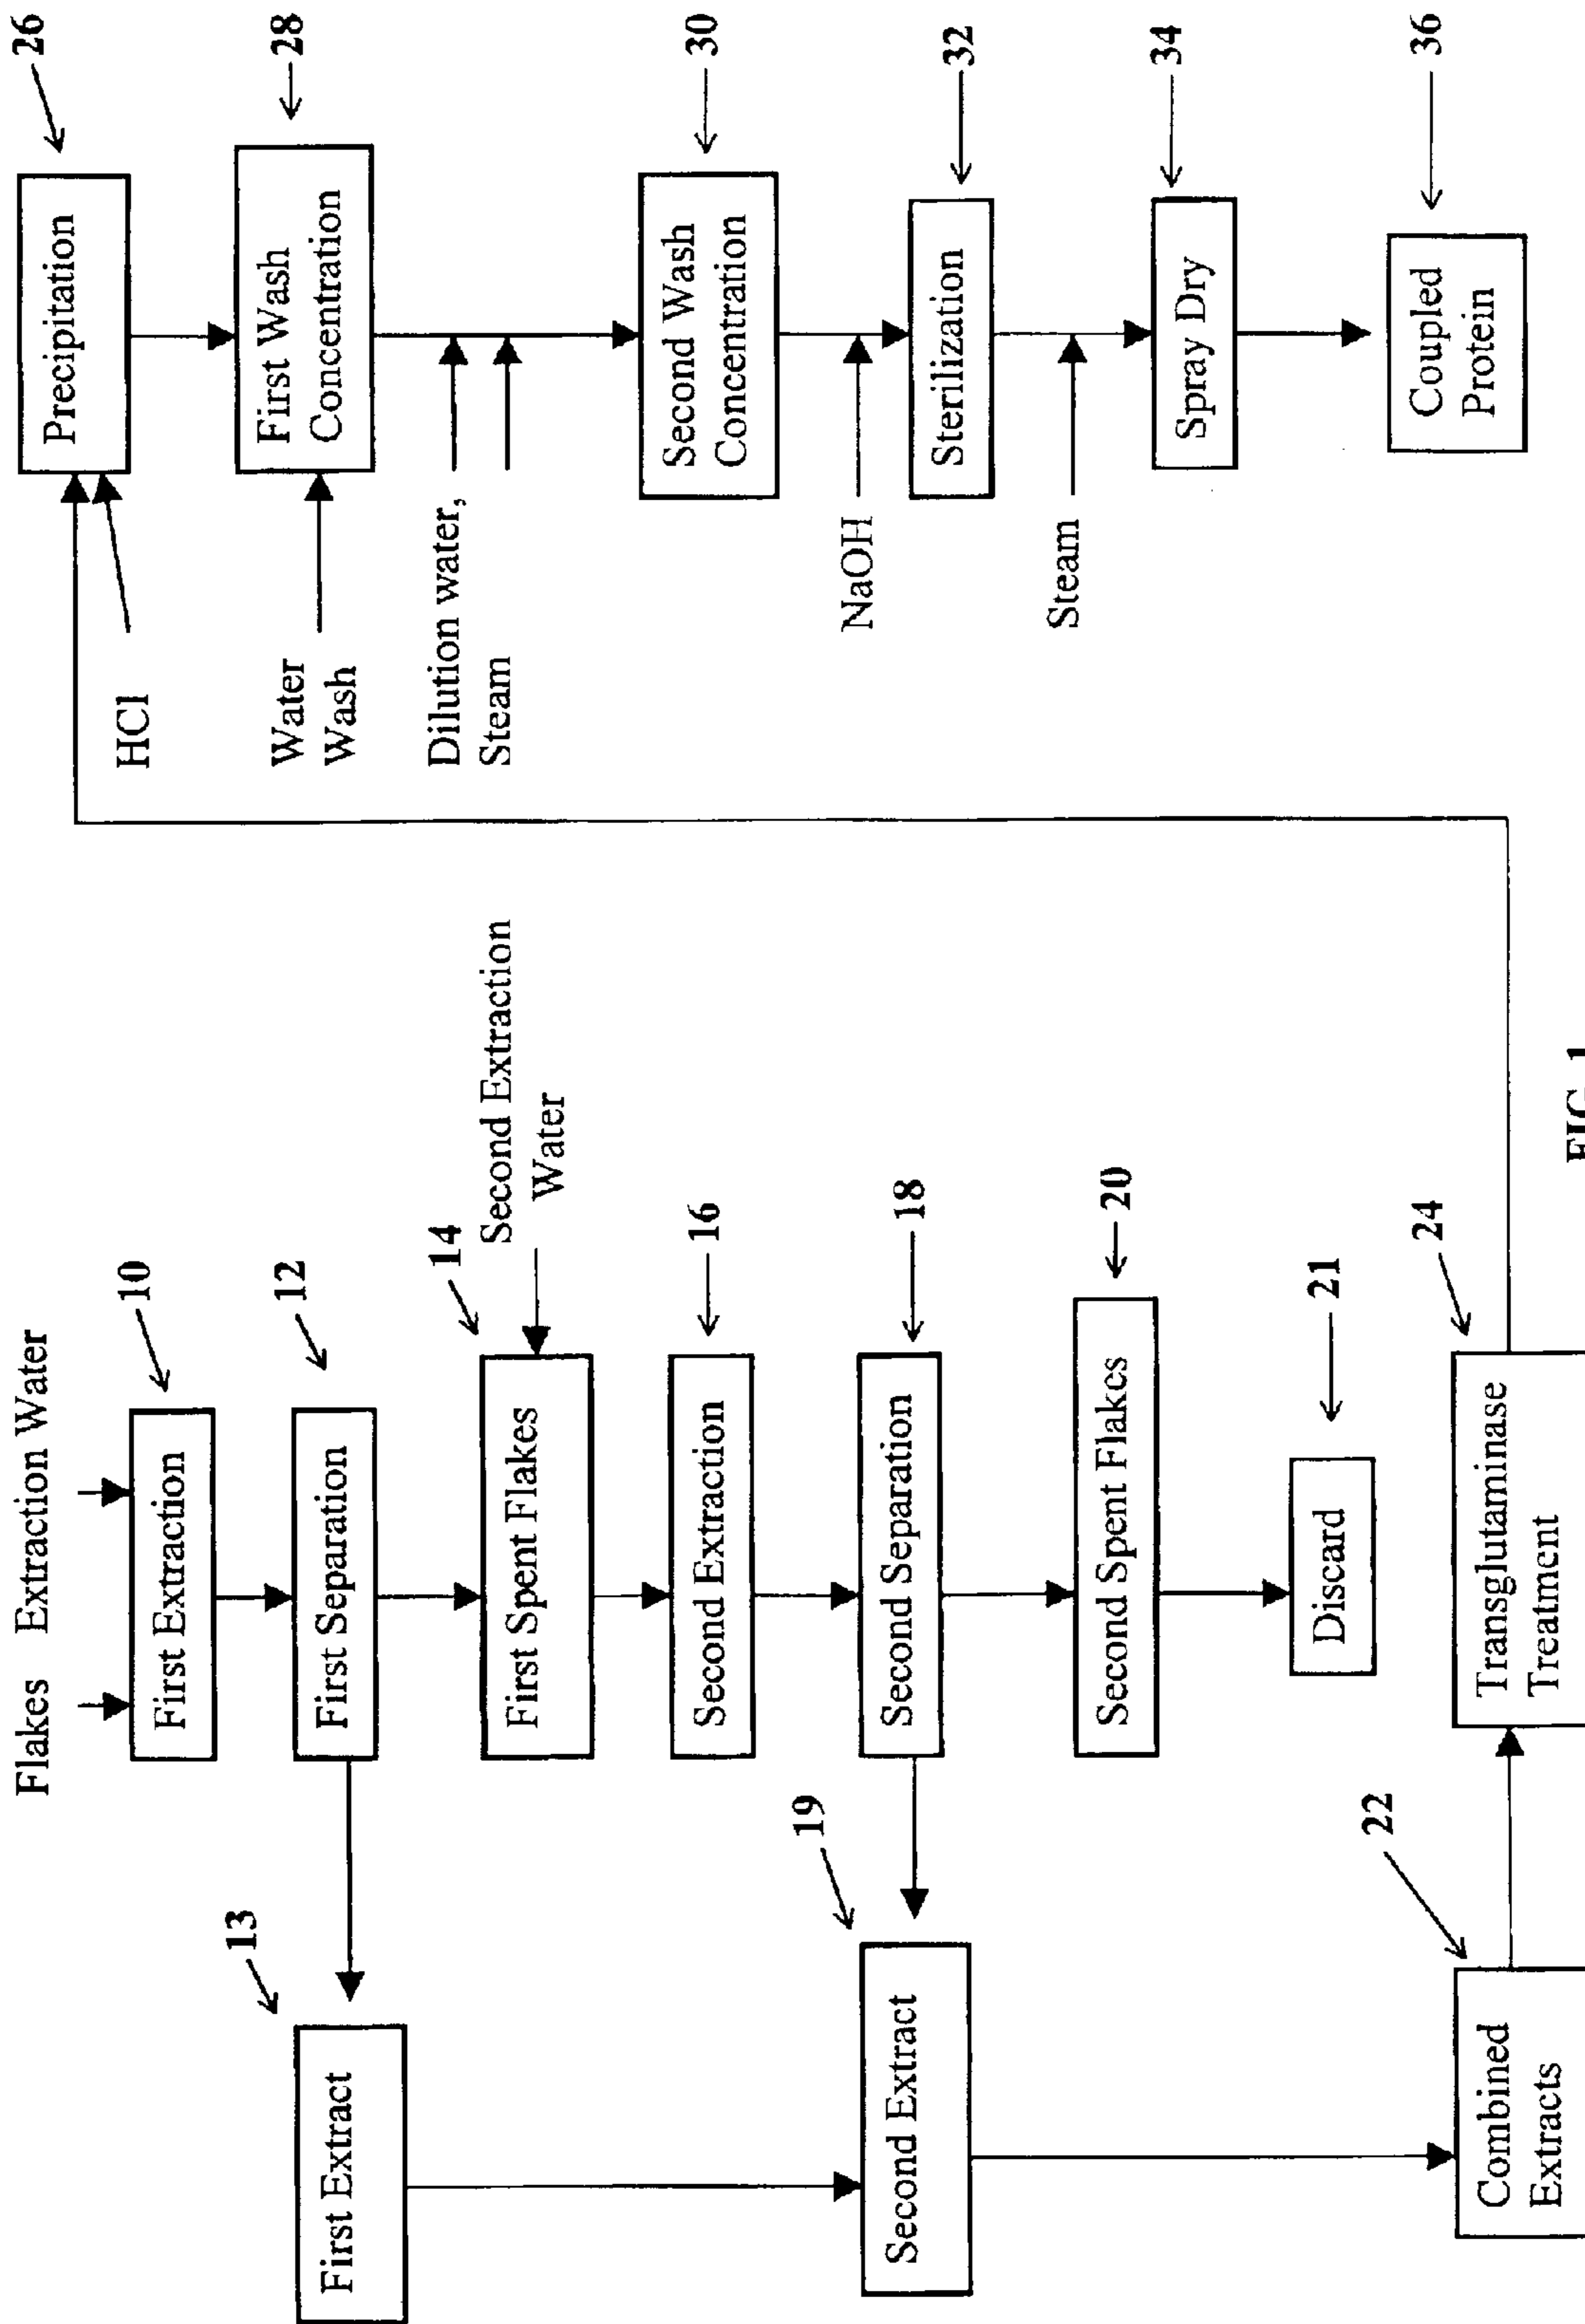 Flakes Extraction Water
First Extraction
10
First Separation
12
13
First Extract
First Spent Flakes
14
Second Extraction
Water
Second Extraction
16
Second Separation
18
19
Second Extract
Second Spent Flakes
20
Discard
21
Combined
Extracts
22
Transglutaminase
Treatment
24
HCl
Precipitation
26
Water
Wash
First Wash
Concentration
28
Dilution water,
Steam
Second Wash
Concentration
30
NaOH
Sterilization
32
Steam
Spray Dry
34
Coupled
Protein
36
FIG. 1